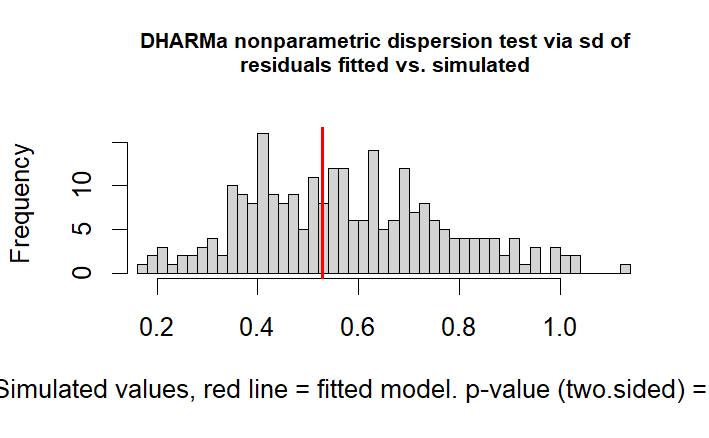 DHARMa nonparametric dispersion test via sd of
residuals fitted vs. simulated
Frequency
10
5
0
0.2 0.4 0.6 0.8 1.0
Simulated values, red line = fitted model. p-value (two.sided) =